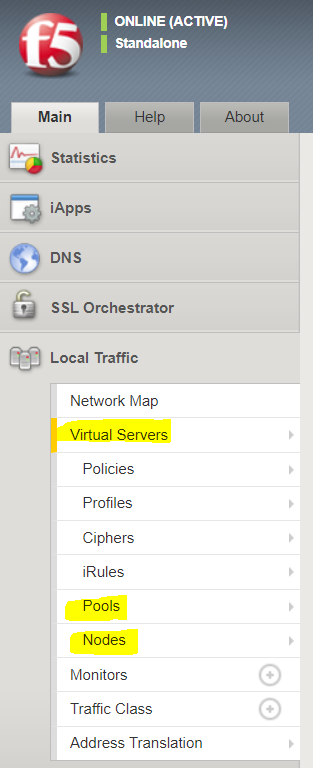 f5
ONLINE (ACTIVE)
Standalone
Main Help About
Statistics
iApps
DNS
SSL Orchestrator
Local Traffic
Network Map
Virtual Servers
Policies
Profiles
Ciphers
iRules
Pools
Nodes
Monitors
Traffic Class
Address Translation